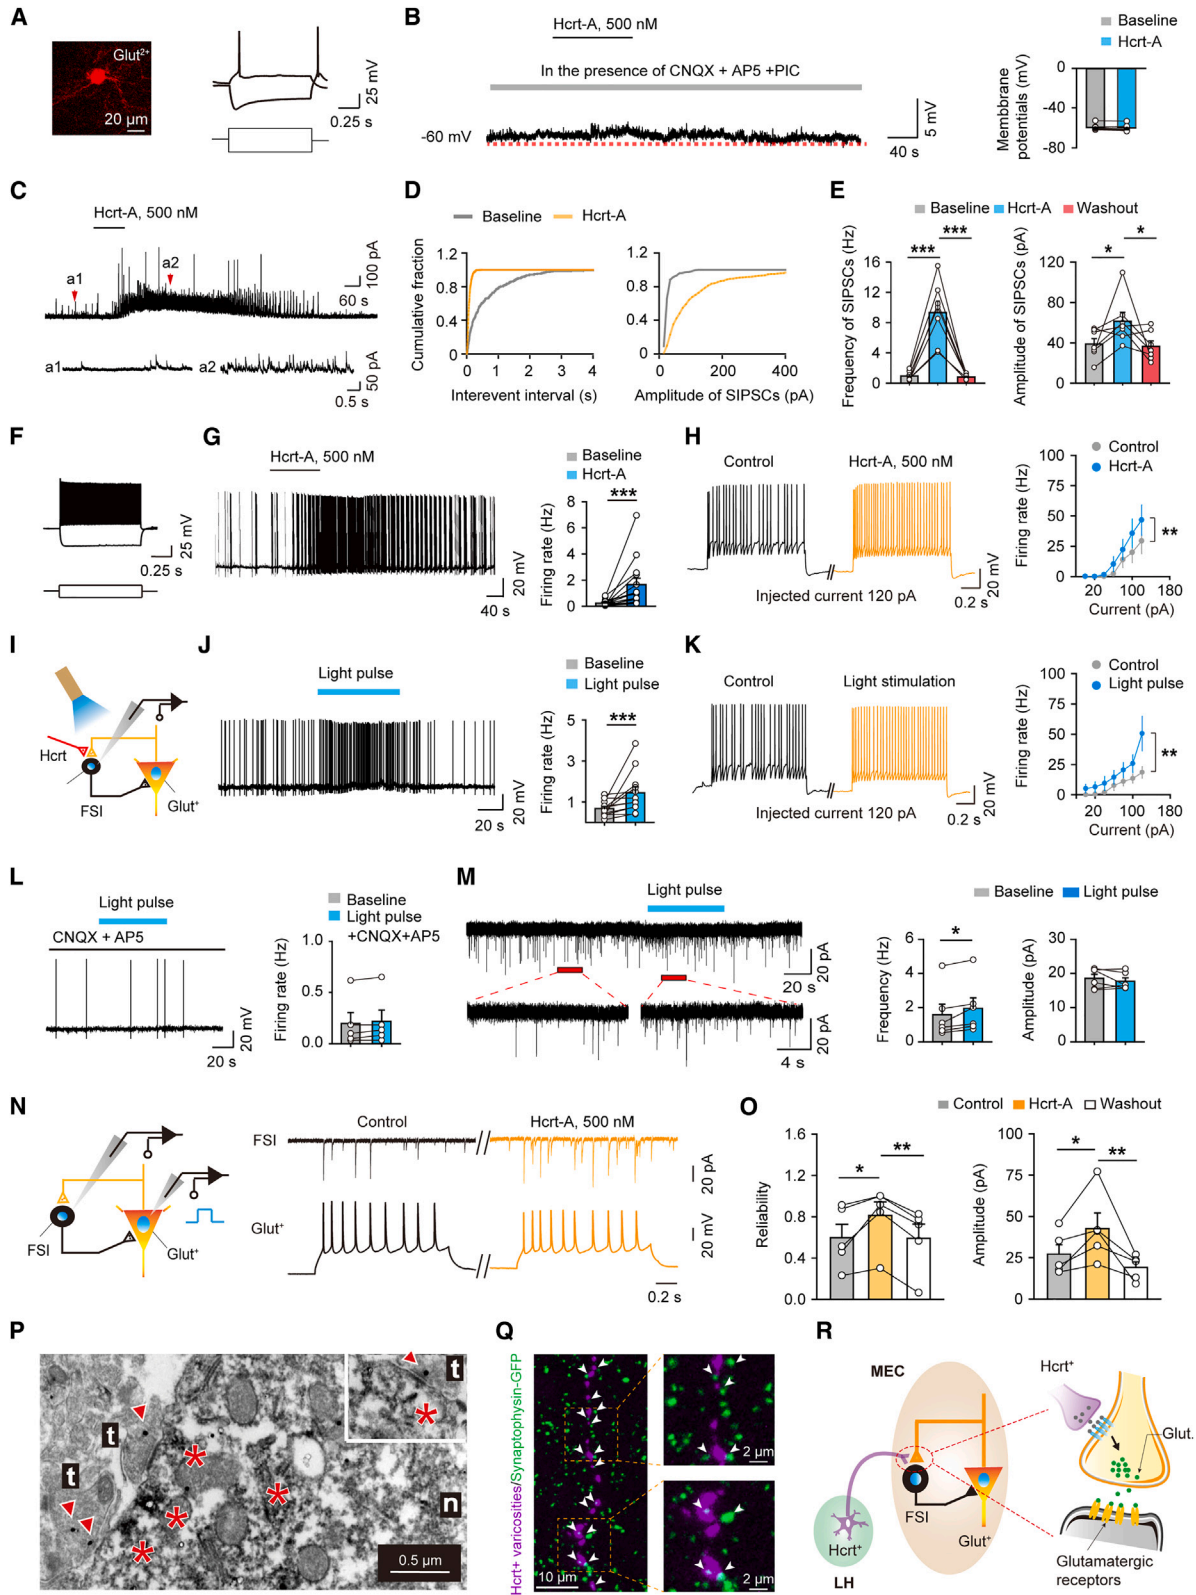 A
Glut²⁺
20 µm
25 mV
0.25 s
B
Hcrt-A, 500 nM
In the presence of CNQX + AP5 +PIC
-60 mV
5 mV
40 s
Baseline
Hcrt-A
Membbrane
potentials (mV)
0
-40
-80
C
Hcrt-A, 500 nM
a1
a2
100 pA
60 s
a1
a2
50 pA
0.5 s
D
Baseline
Hcrt-A
Cumulative fraction
1.2
0.8
0.4
0
1
2
3
4
Interevent interval (s)
1.2
0.8
0.4
0
200
400
Amplitude of SIPSCs (pA)
E
Baseline
Hcrt-A
Washout
Frequency of SIPSCs (Hz)
16
12
8
4
0
***
***
Amplitude of SIPSCs (pA)
120
80
40
0
*
*
F
25 mV
0.25 s
G
Hcrt-A, 500 nM
20 mV
40 s
Baseline
Hcrt-A
Firing rate (Hz)
8
6
4
2
0
***
H
Control
Hcrt-A, 500 nM
Injected current 120 pA
0.2 s
20 mV
Control
Hcrt-A
Firing rate (Hz)
100
75
50
25
0
**
20
100
180
Current (pA)
I
Hcrt
FSI
Glut⁺
J
Light pulse
20 mV
20 s
Baseline
Light pulse
Firing rate (Hz)
5
3
1
***
K
Control
Light stimulation
Injected current 120 pA
0.2 s
20 mV
Control
Light pulse
Firing rate (Hz)
100
75
50
25
0
**
20
100
180
Current (pA)
L
Light pulse
CNQX + AP5
20 mV
20 s
Baseline
Light pulse
+CNQX+AP5
Firing rate (Hz)
1.0
0.5
0.0
M
Light pulse
20 pA
20 s
20 pA
4 s
Baseline
Light pulse
Frequency (Hz)
6
4
2
0
*
Amplitude (pA)
30
20
10
0
N
FSI
Glut⁺
Control
Hcrt-A, 500 nM
FSI
20 pA
Glut⁺
20 mV
0.2 s
O
Control
Hcrt-A
Washout
Reliability
1.6
1.2
0.8
0.4
0.0
*
**
Amplitude (pA)
100
75
50
25
0
*
**
P
t
t
t
n
*
*
*
*
*
0.5 µm
Q
Hcrt+ varicosities/Synaptophysin-GFP
10 µm
2 µm
2 µm
R
MEC
FSI
Glut⁺
Hcrt⁺
LH
Hcrt⁺
Glut.
Glutamatergic
receptors